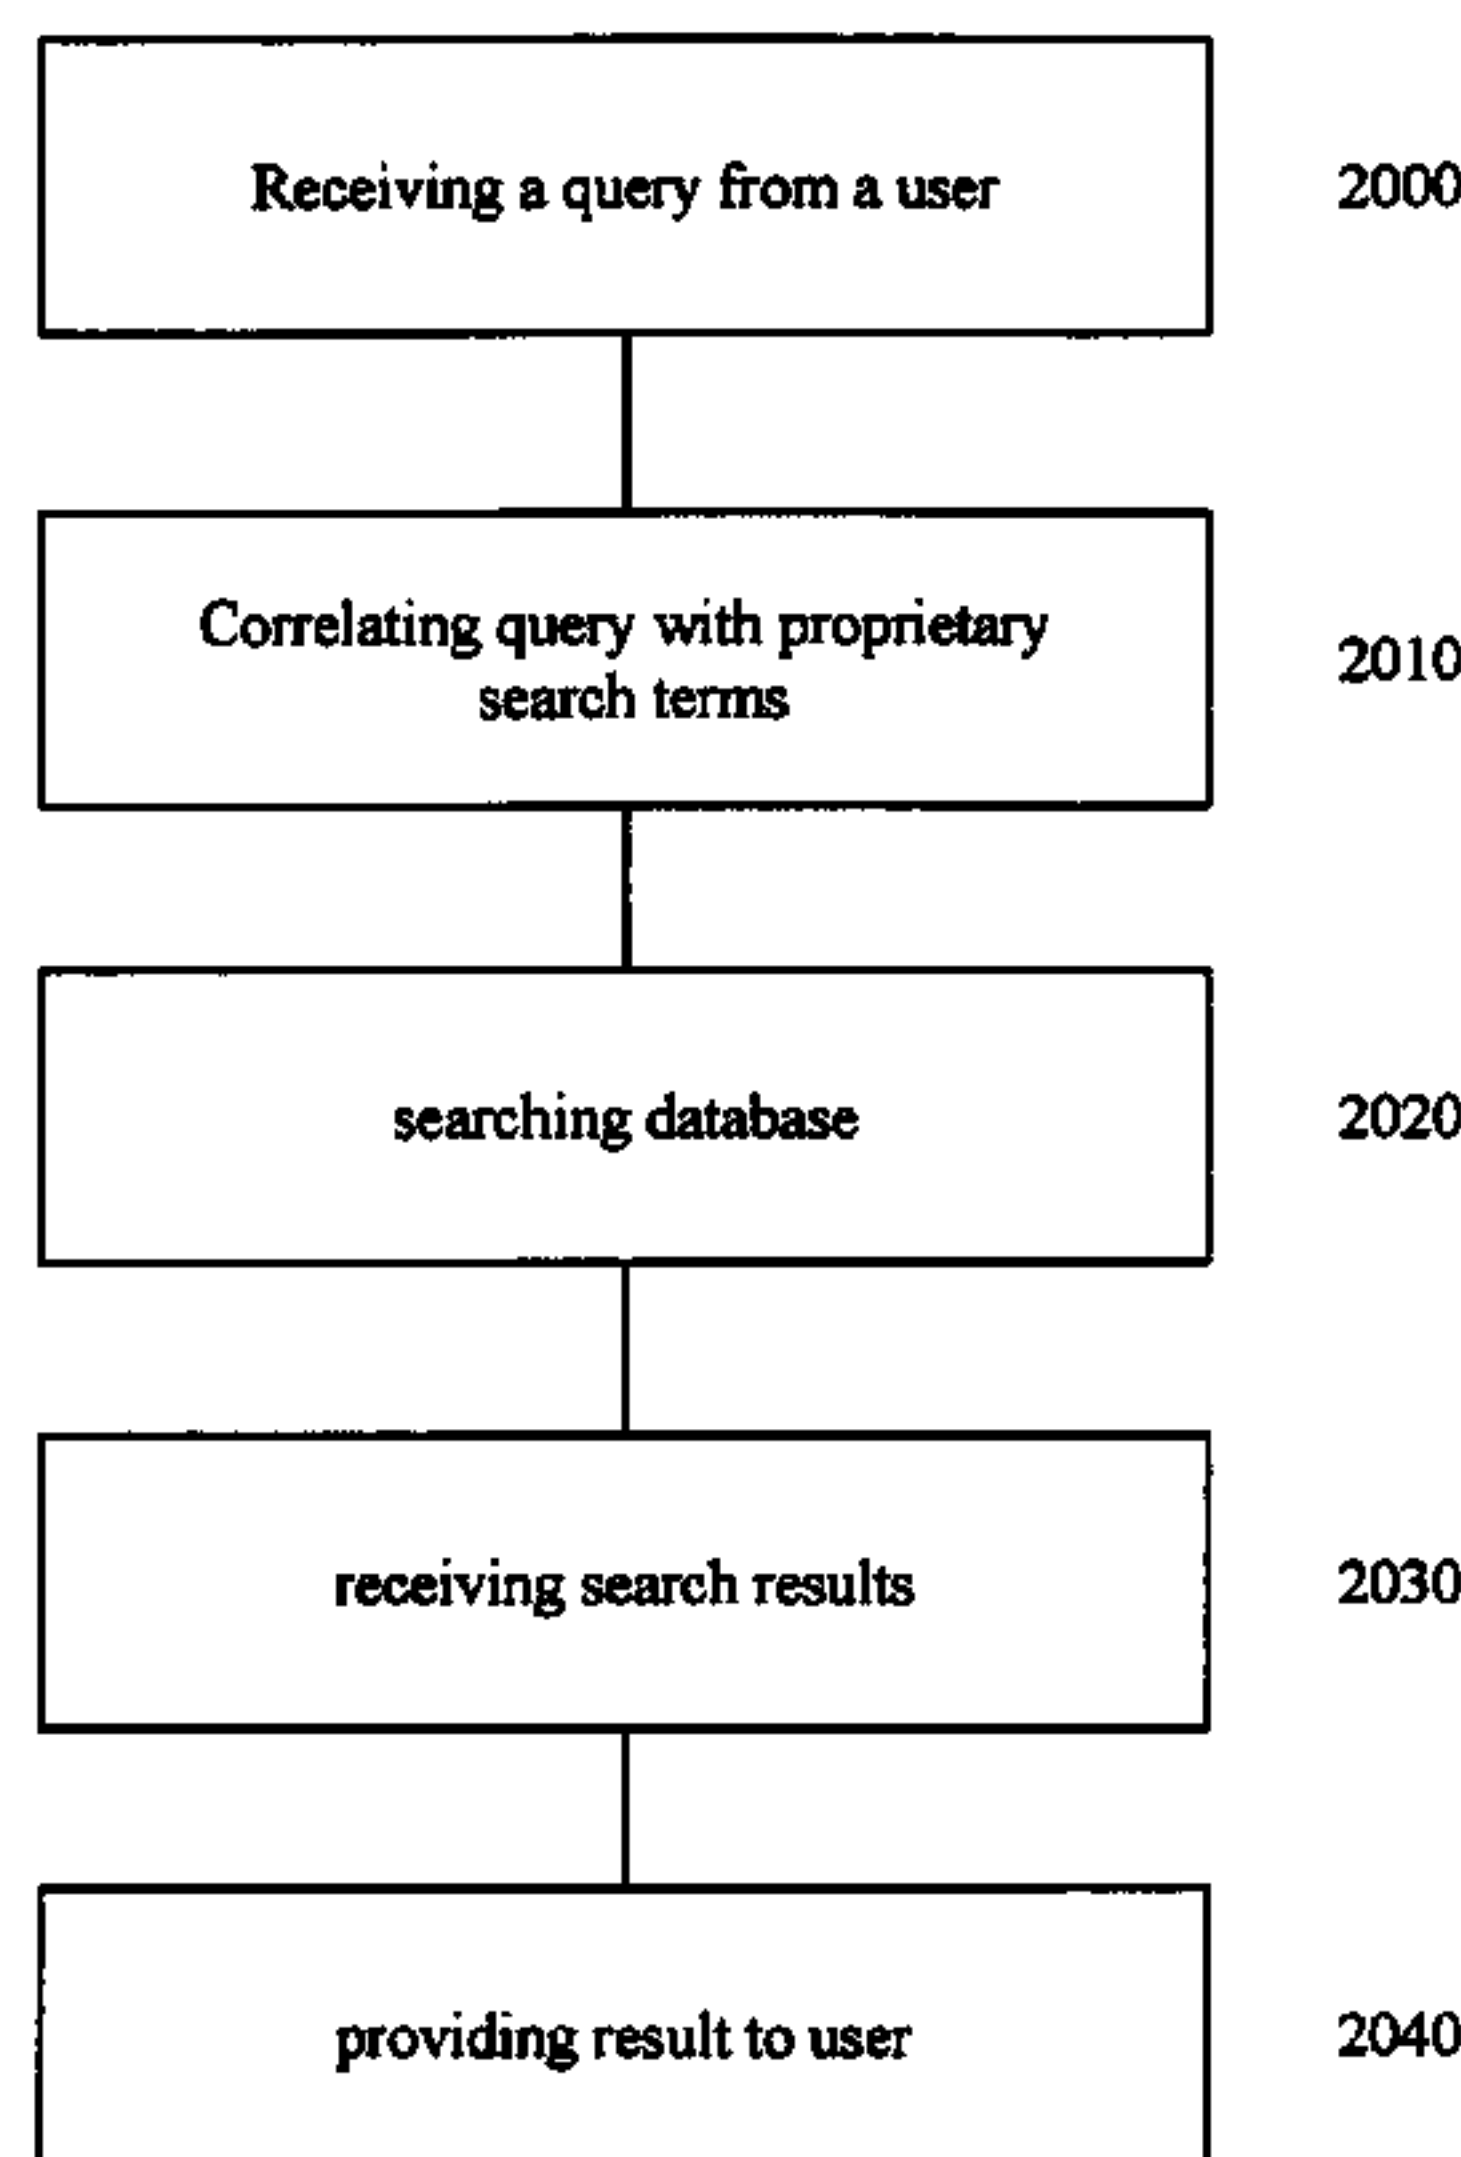 Receiving a query from a user
2000
Correlating query with proprietary
search terms
2010
searching database
2020
receiving search results
2030
providing result to user
2040